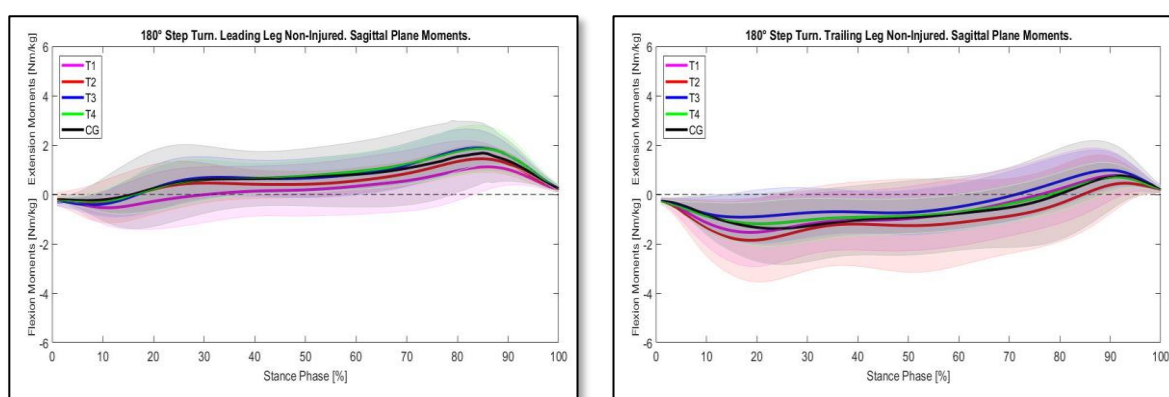 180° Step Turn. Leading Leg Non-Injured. Sagittal Plane Moments.
Flexion Moments [Nm/kg] Extension Moments [Nm/kg]
6
4
2
0
-2
-4
-6
T1
T2
T3
T4
CG
0 10 20 30 40 50 60 70 80 90 100
Stance Phase [%]
180° Step Turn. Trailing Leg Non-Injured. Sagittal Plane Moments.
Flexion Moments [Nm/kg] Extension Moments [Nm/kg]
6
4
2
0
-2
-4
-6
T1
T2
T3
T4
CG
0 10 20 30 40 50 60 70 80 90 100
Stance Phase [%]